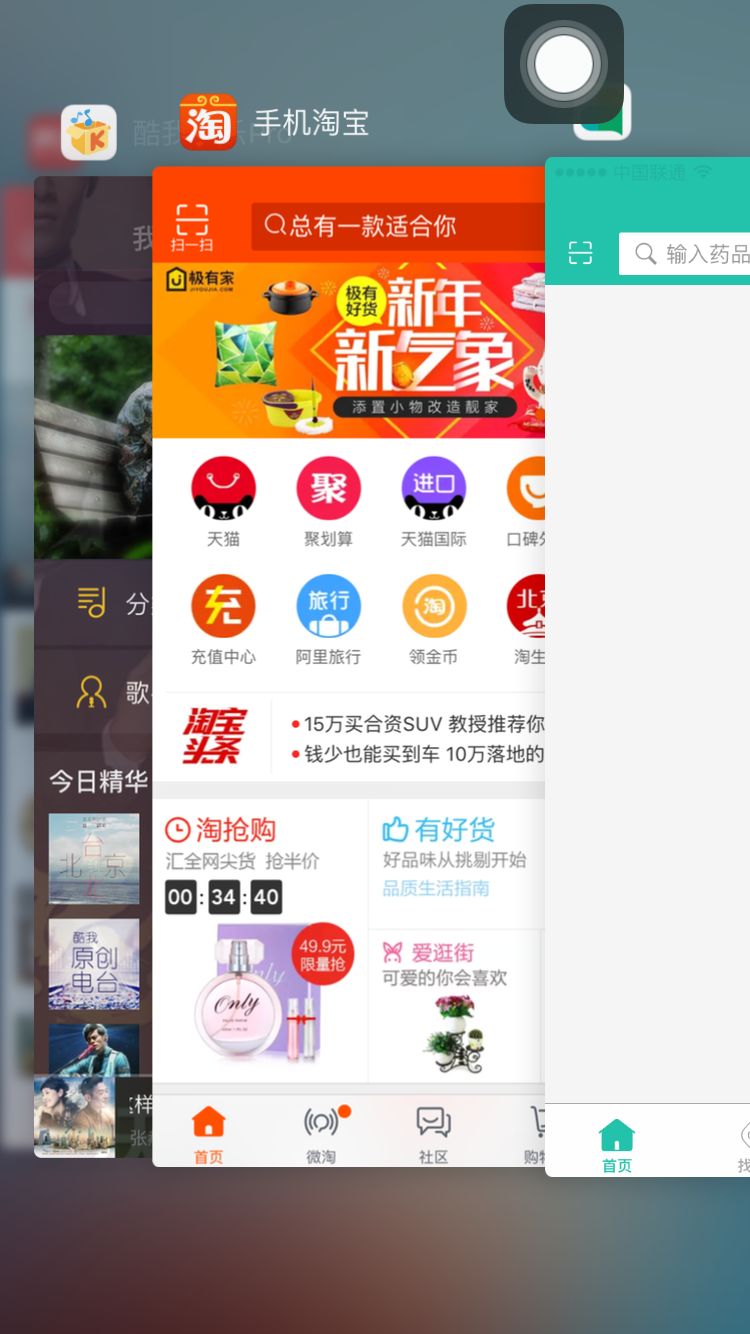 手机淘宝
中国联通
扫一扫
总有一款适合你
输入药品
极有家
JIYOUJIA.COM
极有
好货
新年
新气象
添置小物改造靓家
天猫
聚
聚划算
进口
天猫国际
口碑
充
充值中心
旅行
阿里旅行
淘
领金币
淘生
分
歌
淘宝
头条
15万买合资SUV 教授推荐你
钱少也能买到车 10万落地的
今日精华
北京
酷我
原创
电台
淘抢购
汇全网尖货 抢半价
00:34:40
49.9元
限量抢
Only
有好货
好品味从挑剔开始
品质生活指南
爱逛街
可爱的你会喜欢
首页
微淘
社区
购物
首页
找